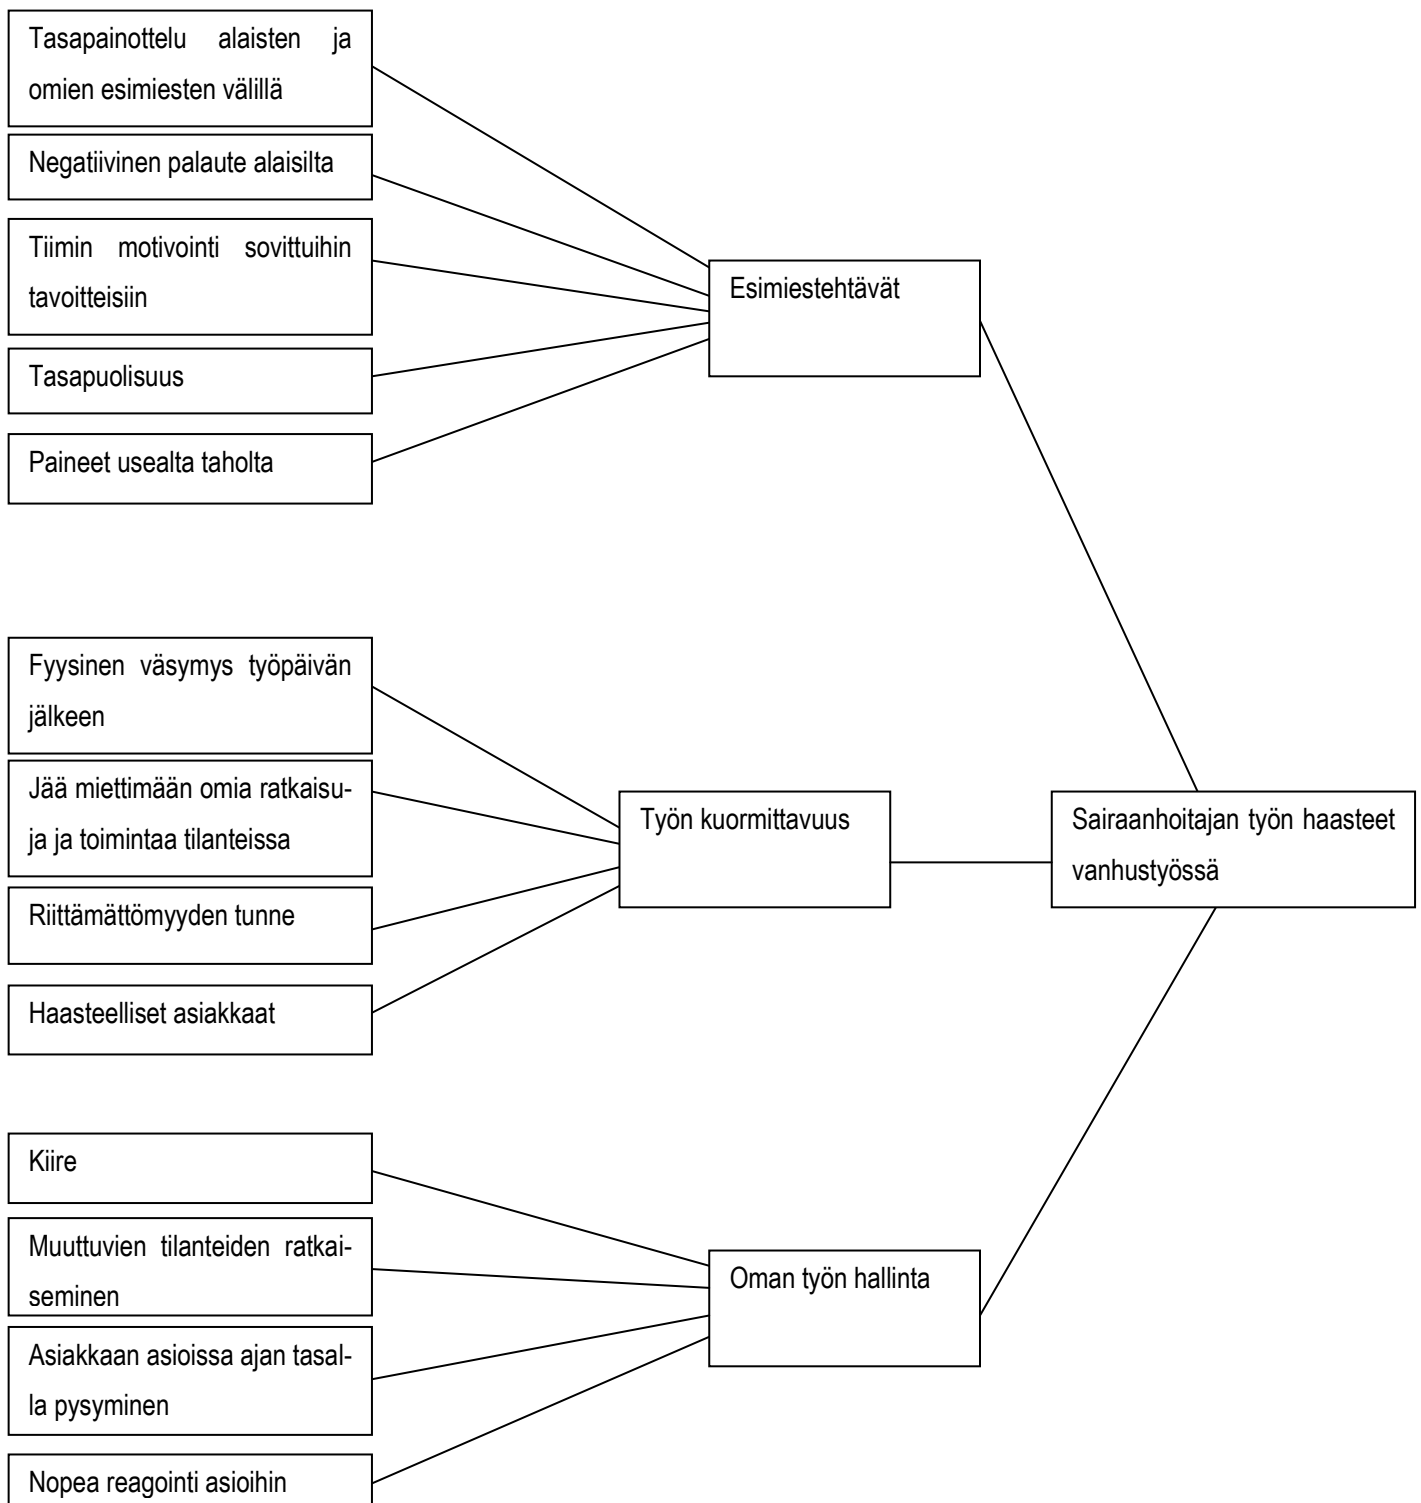 Tasapainottelu alaisten ja
omien esimiesten välillä
Negatiivinen palaute alaisilta
Tiimin motivointi sovittuihin
tavoitteisiin
Esimiestehtävät
Tasapuolisuus
Paineet usealta taholta
Fyysinen väsymys työpäivän
jälkeen
Jää miettimään omia ratkaisu-
ja ja toimintaa tilanteissa
Työn kuormittavuus
Sairaanhoitajan työn haasteet
vanhustyössä
Riittämättömyyden tunne
Haasteelliset asiakkaat
Kiire
Muuttuvien tilanteiden ratkai-
seminen
Oman työn hallinta
Asiakkaan asioissa ajan tasal-
la pysyminen
Nopea reagointi asioihin